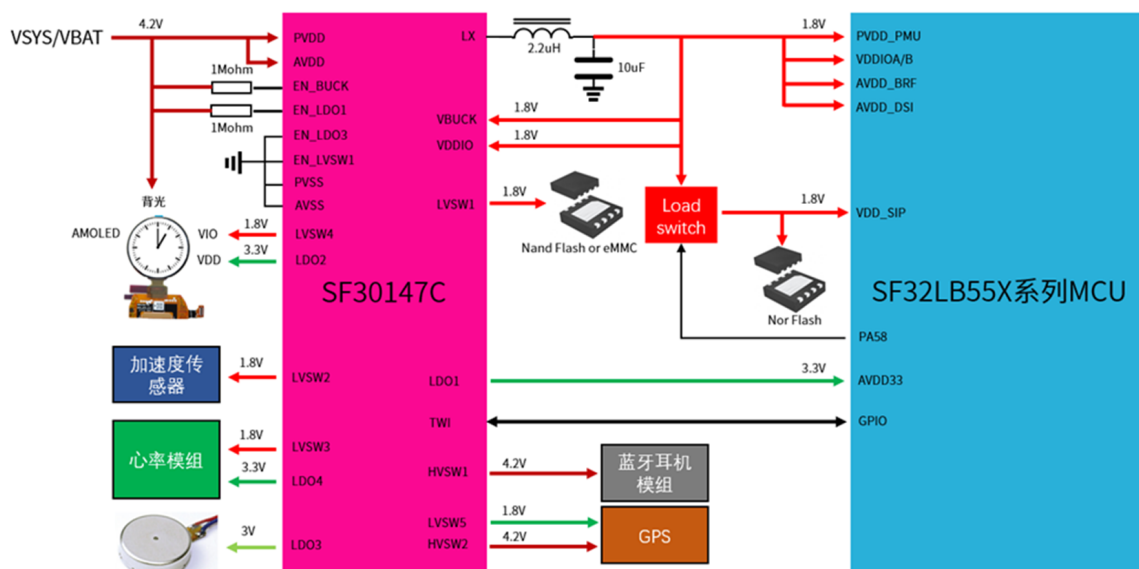 VSYS/VBAT
4.2V
1Mohm
1Mohm
背光
AMOLED
VIO
1.8V
VDD
3.3V
加速度传
感器
1.8V
心率模组
1.8V
3.3V
3V
PVDD
AVDD
EN_BUCK
EN_LDO1
EN_LDO3
EN_LVSW1
PVSS
AVSS
LVSW4
LDO2
SF30147C
LVSW2
LVSW3
LDO4
LDO3
LX
VBUCK
VDDIO
LVSW1
LDO1
TWI
HVSW1
LVSW5
HVSW2
2.2uH
10uF
1.8V
1.8V
1.8V
1.8V
Nand Flash or eMMC
Load
switch
1.8V
Nor Flash
3.3V
4.2V
蓝牙耳机
模组
1.8V
4.2V
GPS
PVDD_PMU
VDDIOA/B
AVDD_BRF
AVDD_DSI
VDD_SIP
SF32LB55X系列MCU
PA58
AVDD33
GPIO